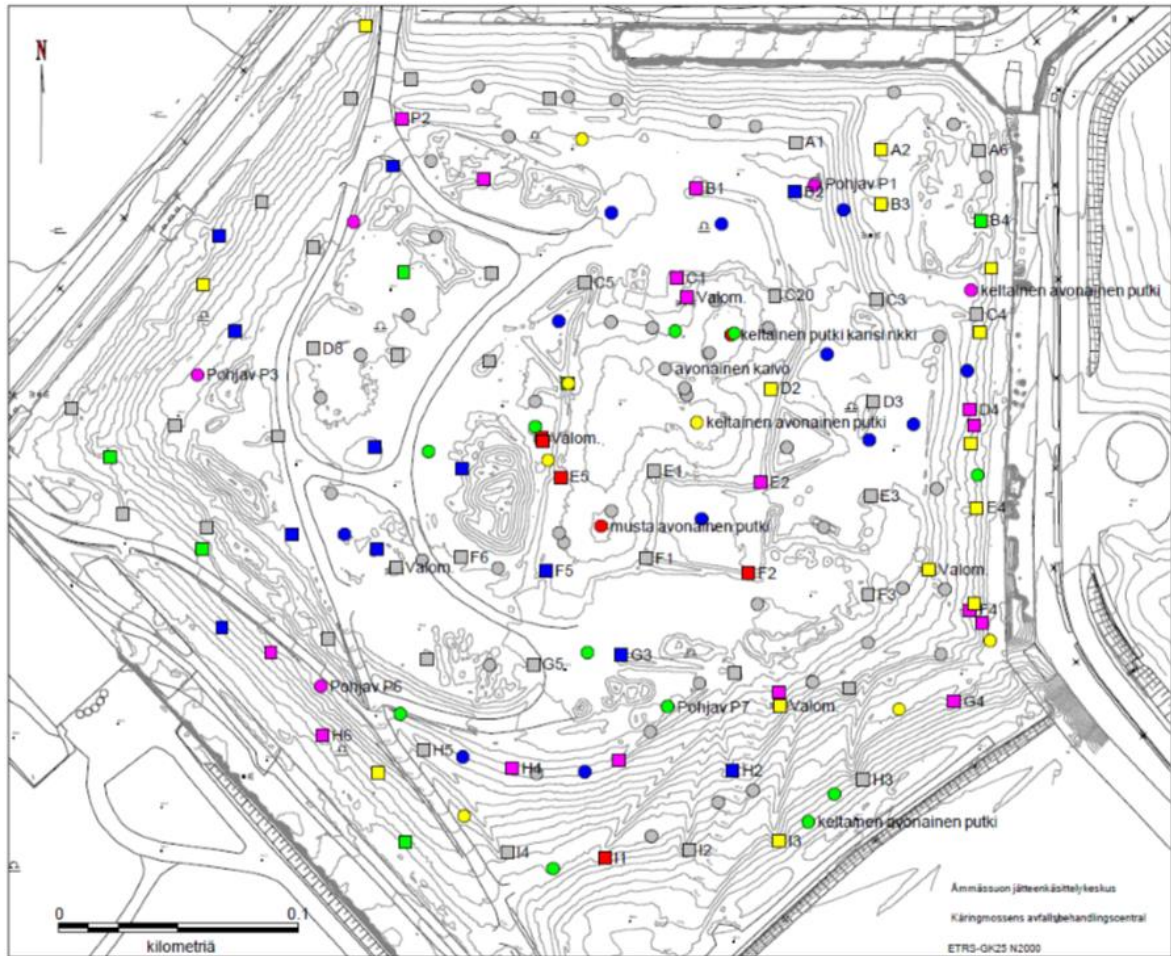 N
P2
A1
A2
A6
B1
B2
Pohjav P1
B3
B4
C5
C1
Valom.
C20
C3
keltainen avonainen putki
C4
keltainen putki kansi rikki
D8
avonainen kaivo
Pohjav P3
D2
D3
D4
keltainen avonainen putki
Valom.
E5
E1
E2
E3
E4
musta avonainen putki
F6
Valom.
F5
F1
F2
Valom.
F3
F4
G5
G3
Pohjav P6
Pohjav P7
Valom.
G4
H6
H5
H4
H2
H3
keltainen avonainen putki
I4
I1
I2
I3
0
0.1
kilometriä
Ämmässuon jätteenkäsittelykeskus
Käringmossens avfallsbehandlingscentral
ETRS-GK25 N2000